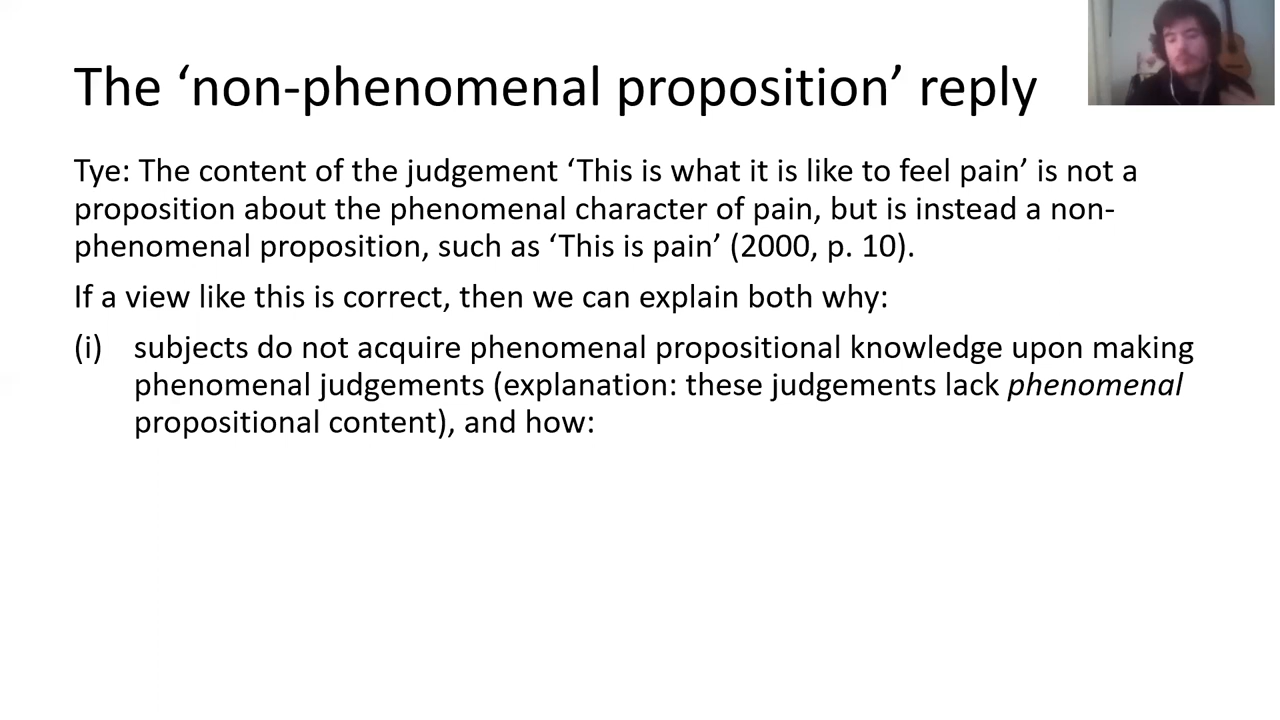 The ‘non-phenomenal proposition’ reply
Tye: The content of the judgement ‘This is what it is like to feel pain’ is not a
proposition about the phenomenal character of pain, but is instead a non-
phenomenal proposition, such as ‘This is pain’ (2000, p. 10).
If a view like this is correct, then we can explain both why:
(i) subjects do not acquire phenomenal propositional knowledge upon making
phenomenal judgements (explanation: these judgements lack phenomenal
propositional content), and how: